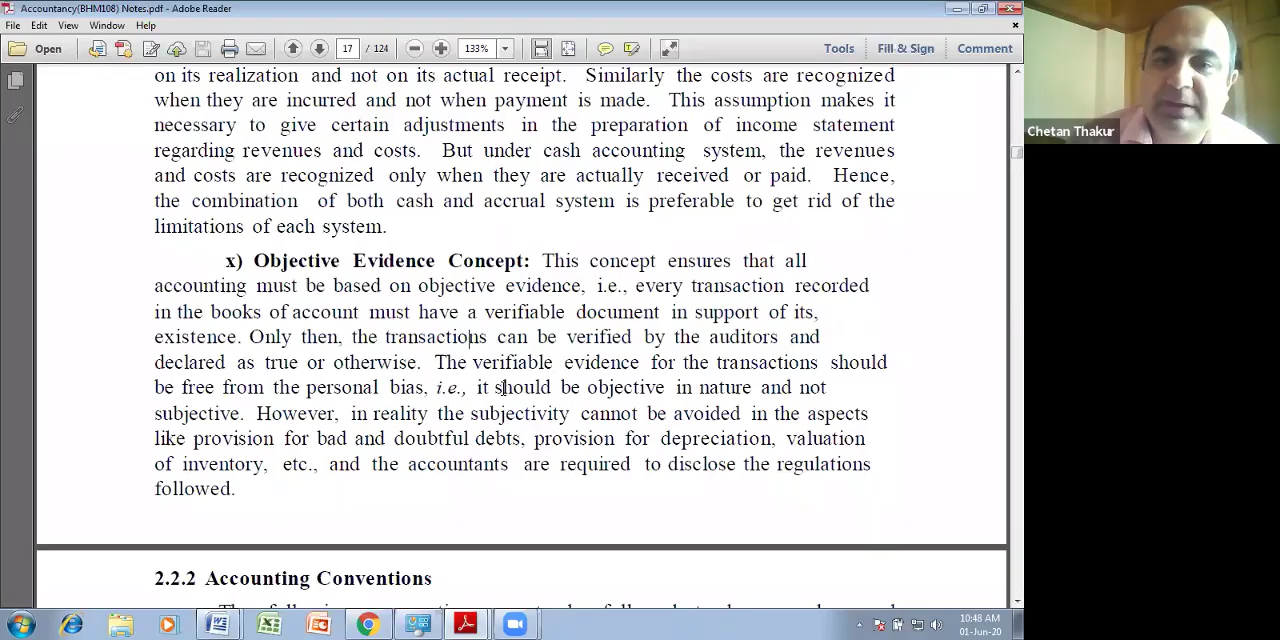 Accountancy(BHM108) Notes.pdf - Adobe Reader
File Edit View Window Help
Open 17 / 124 133% Tools Fill & Sign Comment
on its realization and not on its actual receipt. Similarly the costs are recognized
when they are incurred and not when payment is made. This assumption makes it
necessary to give certain adjustments in the preparation of income statement
regarding revenues and costs. But under cash accounting system, the revenues
and costs are recognized only when they are actually received or paid. Hence,
the combination of both cash and accrual system is preferable to get rid of the
limitations of each system.
x) Objective Evidence Concept: This concept ensures that all
accounting must be based on objective evidence, i.e., every transaction recorded
in the books of account must have a verifiable document in support of its,
existence. Only then, the transactions can be verified by the auditors and
declared as true or otherwise. The verifiable evidence for the transactions should
be free from the personal bias, i.e., it should be objective in nature and not
subjective. However, in reality the subjectivity cannot be avoided in the aspects
like provision for bad and doubtful debts, provision for depreciation, valuation
of inventory, etc., and the accountants are required to disclose the regulations
followed.
2.2.2 Accounting Conventions
Chetan Thakur
10:48 AM
01-Jun-20